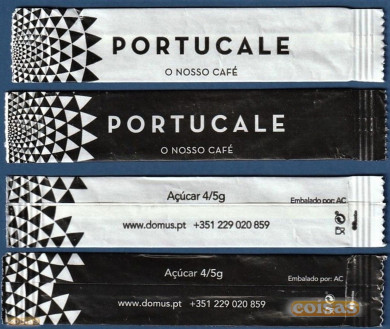 PORTUCALE
O NOSSO CAFÉ
PORTUCALE
O NOSSO CAFÉ
Açúcar 4/5g
Embalado por: AC
www.domus.pt +351 229 020 859
Açúcar 4/5g
Embalado por: AC
www.domus.pt +351 229 020 859
coisas